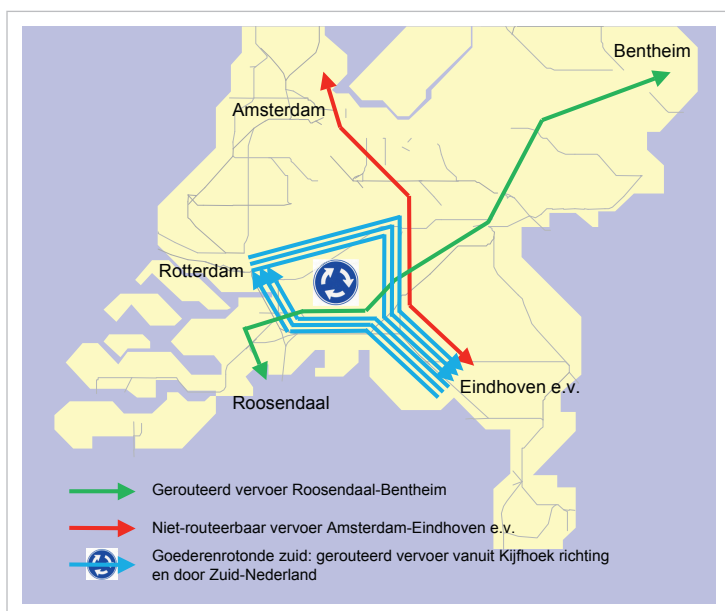 Bentheim
Amsterdam
Rotterdam
Eindhoven e.v.
Roosendaal
Gerouteerd vervoer Roosendaal-Bentheim
Niet-routeerbaar vervoer Amsterdam-Eindhoven e.v.
Goederenrotonde zuid: gerouteerd vervoer vanuit Kijfhoek richting
en door Zuid-Nederland